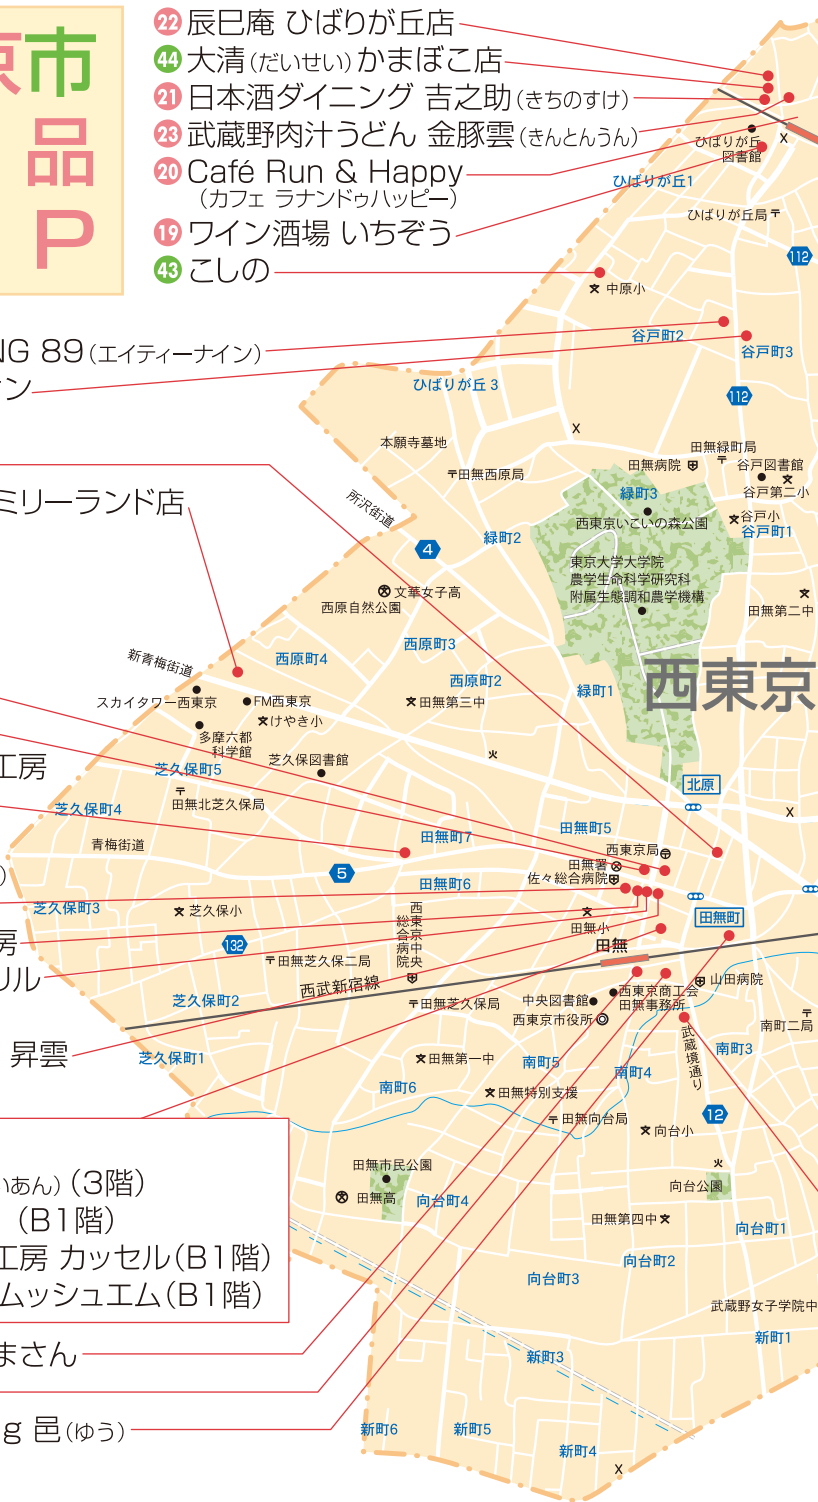 市
品
P
22 辰巳庵 ひばりが丘店
44 大清(だいせい)かまぼこ店
21 日本酒ダイニング 吉之助(きちのすけ)
23 武蔵野肉汁うどん 金豚雲(きんとんうん)
20 Café Run & Happy
(カフェ ラナンドゥハッピー)
19 ワイン酒場 いちぞう
43 こしの
ひばりが丘
図書館
X
ひばりが丘1
ひばりが丘局
112
中原小
NG 89(エイティーナイン)
谷戸町2
谷戸町3
ン
ひばりが丘 3
112
X
本願寺墓地
田無西原局
田無緑町局
田無病院
谷戸図書館
谷戸第二小
ミリーランド店
所沢街道
緑町3
西東京いこいの森公園
谷戸小
谷戸町1
緑町2
4
東京大学大学院
農学生命科学研究科
附属生態調和農学機構
文華女子高
西原自然公園
田無第二中
西原町3
新青梅街道
西原町4
西原町2
緑町1
西東京
スカイタワー西東京
FM西東京
けやき小
田無第三中
多摩六都
科学館
工房
芝久保町5
芝久保図書館
北原
田無北芝久保局
芝久保町4
X
青梅街道
田無町7
田無町5
西東京局
田無署
佐々総合病院
5
田無町6
)
芝久保町3
芝久保小
西東京中央
総合病院
田無小
田無町
房
132
田無
田無芝久保二局
リル
西武新宿線
山田病院
芝久保町2
田無芝久保局
中央図書館
西東京商工会
田無事務所
西東京市役所
南町二局
武蔵境通り
昇雲
芝久保町1
田無第一中
南町5
南町3
南町4
南町6
田無特別支援
田無向台局
12
向台小
田無市民公園
いあん)(3階)
田無高
向台町4
向台公園
(B1階)
田無第四中
向台町1
工房 カッセル(B1階)
向台町2
ムッシュエム(B1階)
向台町3
武蔵野女子学院中
まさん
新町3
新町1
g 邑(ゆう)
新町6
新町5
新町4
X